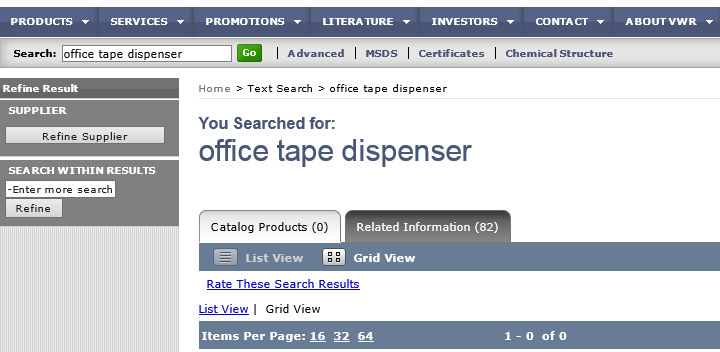 PRODUCTS SERVICES PROMOTIONS LITERATURE INVESTORS CONTACT ABOUT VWR
Search: office tape dispenser Go | Advanced | MSDS | Certificates | Chemical Structure
Refine Result
SUPPLIER
Refine Supplier
SEARCH WITHIN RESULTS
-Enter more search
Refine
Home > Text Search > office tape dispenser
You Searched for:
office tape dispenser
Catalog Products (0) Related Information (82)
List View Grid View
Rate These Search Results
List View | Grid View
Items Per Page: 16 32 64 1 - 0 of 0